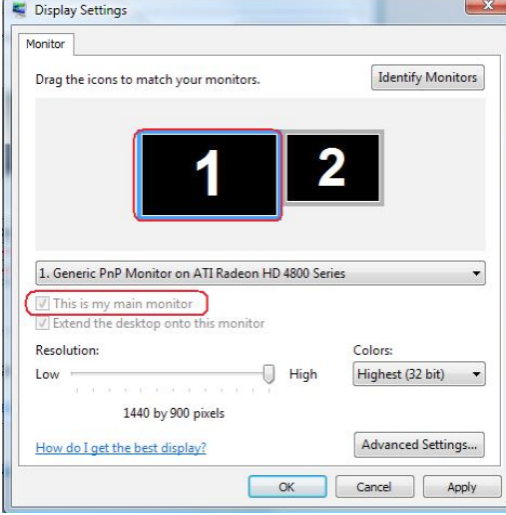 Display Settings
Monitor
Drag the icons to match your monitors.
Identify Monitors
1 2
1. Generic PnP Monitor on ATI Radeon HD 4800 Series
This is my main monitor
Extend the desktop onto this monitor
Resolution:
Colors:
Low High
Highest (32 bit)
1440 by 900 pixels
How do I get the best display?
Advanced Settings...
OK Cancel Apply